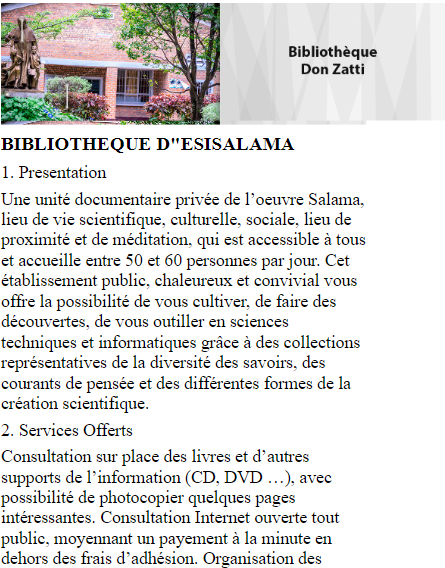 Bibliothèque
Don Zatti
BIBLIOTHEQUE D"ESISALAMA
1. Presentation
Une unité documentaire privée de l'oeuvre Salama,
lieu de vie scientifique, culturelle, sociale, lieu de
proximité et de méditation, qui est accessible à tous
et accueille entre 50 et 60 personnes par jour. Cet
établissement public, chaleureux et convivial vous
offre la possibilité de vous cultiver, de faire des
découvertes, de vous outiller en sciences
techniques et informatiques grâce à des collections
représentatives de la diversité des savoirs, des
courants de pensée et des différentes formes de la
création scientifique.
2. Services Offerts
Consultation sur place des livres et d'autres
supports de l'information (CD, DVD …), avec
possibilité de photocopier quelques pages
intéressantes. Consultation Internet ouverte tout
public, moyennant un payement à la minute en
dehors des frais d'adhésion. Organisation des